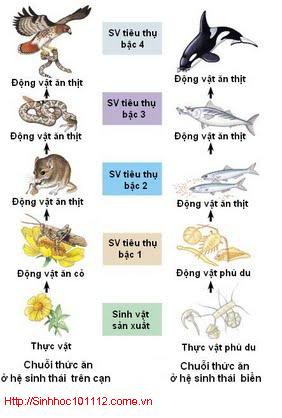 SV tiêu thụ
bậc 4
Động vật ăn thịt
Động vật ăn thịt
SV tiêu thụ
bậc 3
Động vật ăn thịt
Động vật ăn thịt
SV tiêu thụ
bậc 2
Động vật ăn thịt
Động vật ăn thịt
SV tiêu thụ
bậc 1
Động vật ăn cỏ
Động vật phù du
Sinh vật
sản xuất
Thực vật
Thực vật phù du
Chuỗi thức ăn
ở hệ sinh thái trên cạn
Chuỗi thức ăn
ở hệ sinh thái biển
Http://Sinhhoc101112.come.vn